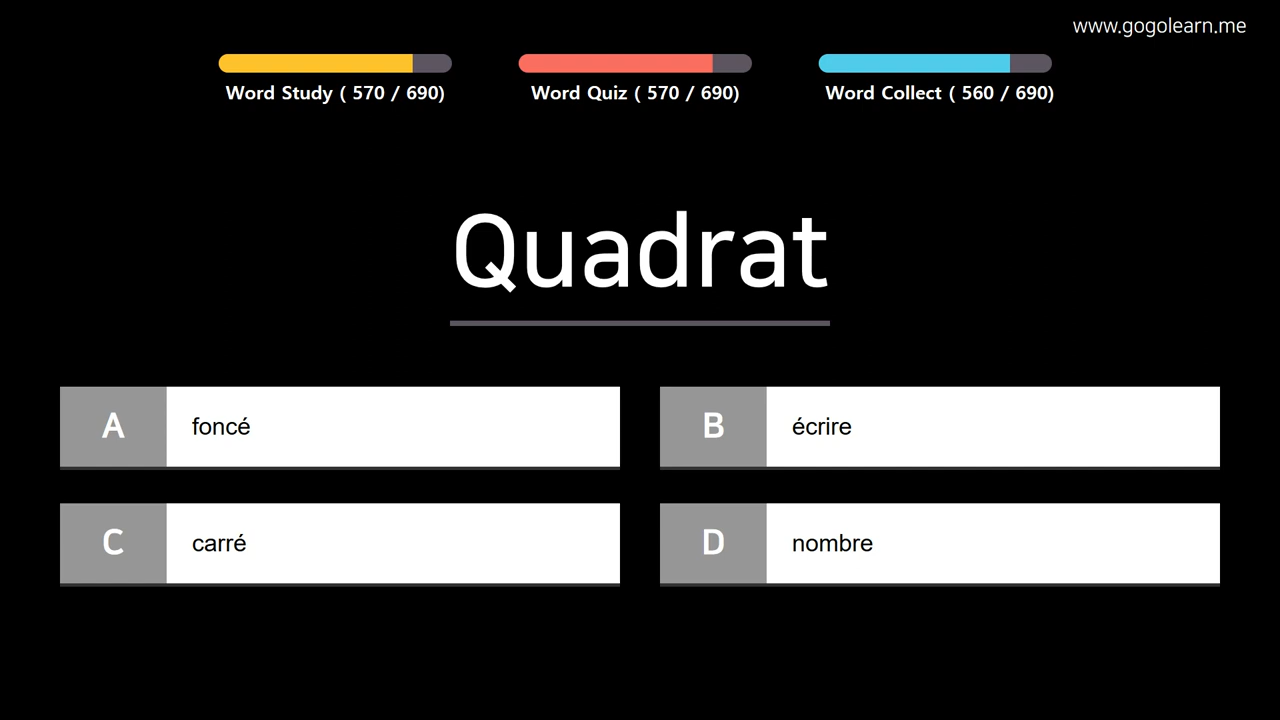 www.gogolearn.me
Word Study ( 570 / 690)
Word Quiz ( 570 / 690)
Word Collect ( 560 / 690)
Quadrat
A foncé
B écrire
C carré
D nombre